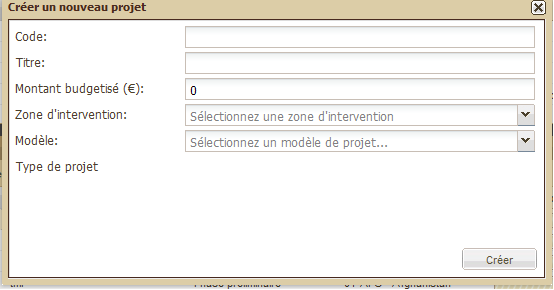 Créer un nouveau projet
Code:
Titre:
Montant budgetisé (€): 0
Zone d'intervention: Sélectionnez une zone d'intervention
Modèle: Sélectionnez un modèle de projet...
Type de projet
Créer